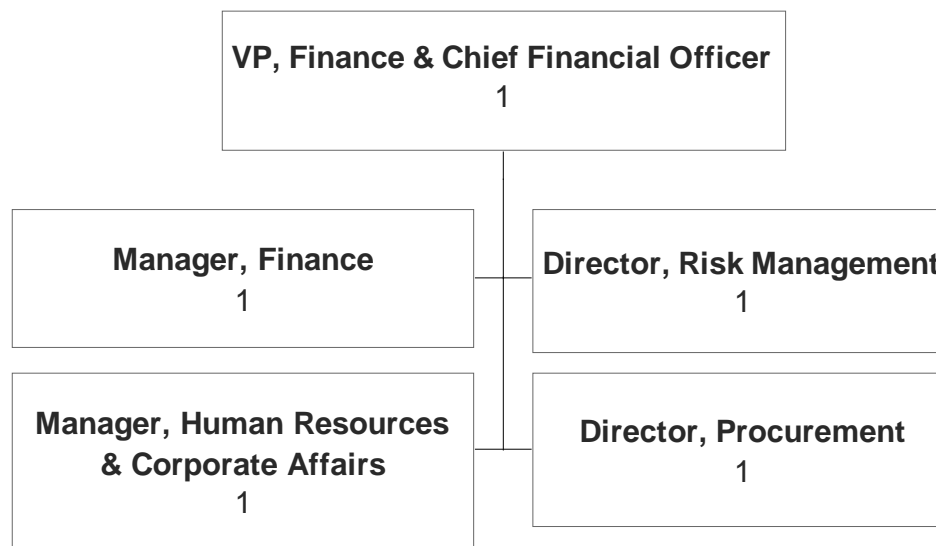 VP, Finance & Chief Financial Officer
1
Manager, Finance
1
Director, Risk Management
1
Manager, Human Resources
& Corporate Affairs
1
Director, Procurement
1